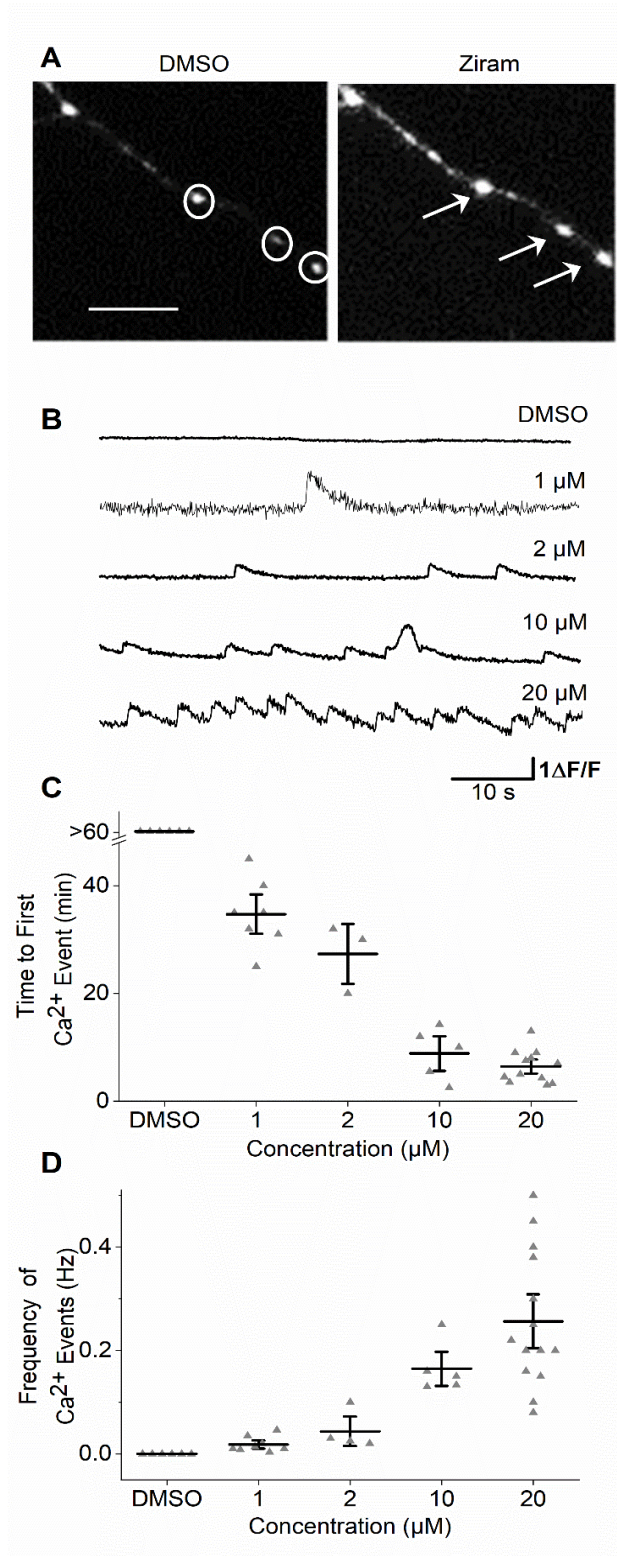 A
DMSO
Ziram
B
DMSO
1 µM
2 µM
10 µM
20 µM
1ΔF/F
10 s
C
>60
40
20
0
Time to First
Ca2+ Event (min)
DMSO 1 2 10 20
Concentration (µM)
D
0.4
0.2
0.0
Frequency of
Ca2+ Events (Hz)
DMSO 1 2 10 20
Concentration (µM)